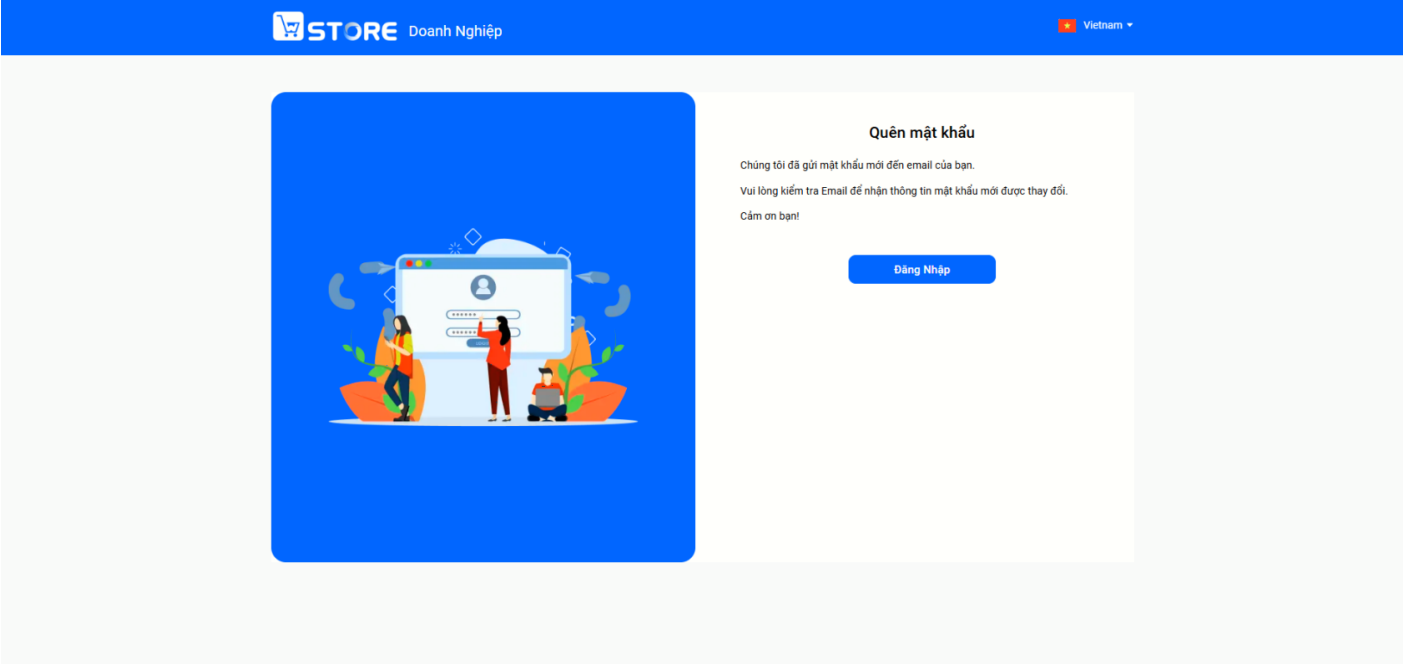 STORE Doanh Nghiệp
Vietnam
Quên mật khẩu
Chúng tôi đã gửi mật khẩu mới đến email của bạn.
Vui lòng kiểm tra Email để nhận thông tin mật khẩu mới được thay đổi.
Cảm ơn bạn!
Đăng Nhập